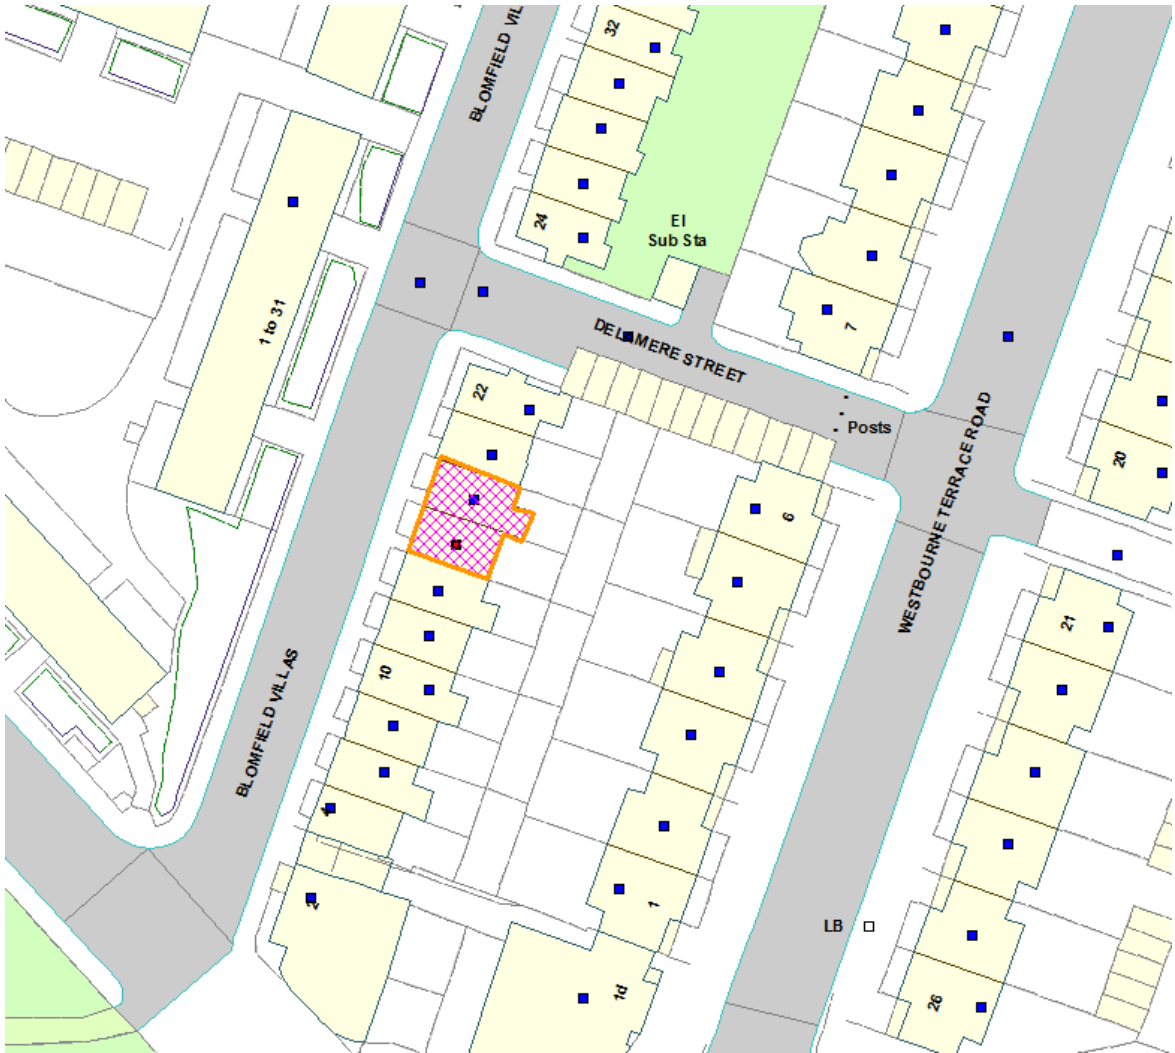 BLOMFIELD VIL
32
24
El
Sub Sta
1 to 31
7
DELAMERE STREET
22
Posts
WESTBOURNE TERRACE ROAD
20
6
21
10
BLOMFIELD VILLAS
4
2
1
LB
1d
26